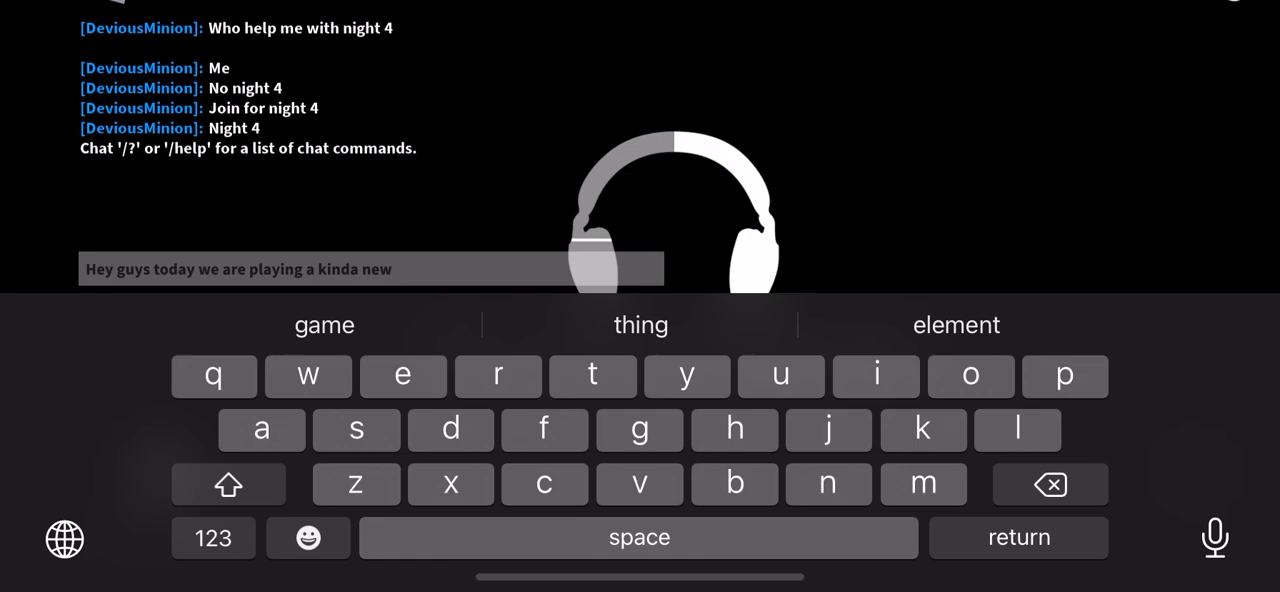 [DeviousMinion]: Who help me with night 4
[DeviousMinion]: Me
[DeviousMinion]: No night 4
[DeviousMinion]: Join for night 4
[DeviousMinion]: Night 4
Chat '/?' or '/help' for a list of chat commands.
Hey guys today we are playing a kinda new
game thing element
q w e r t y u i o p
a s d f g h j k l
z x c v b n m
123 space return